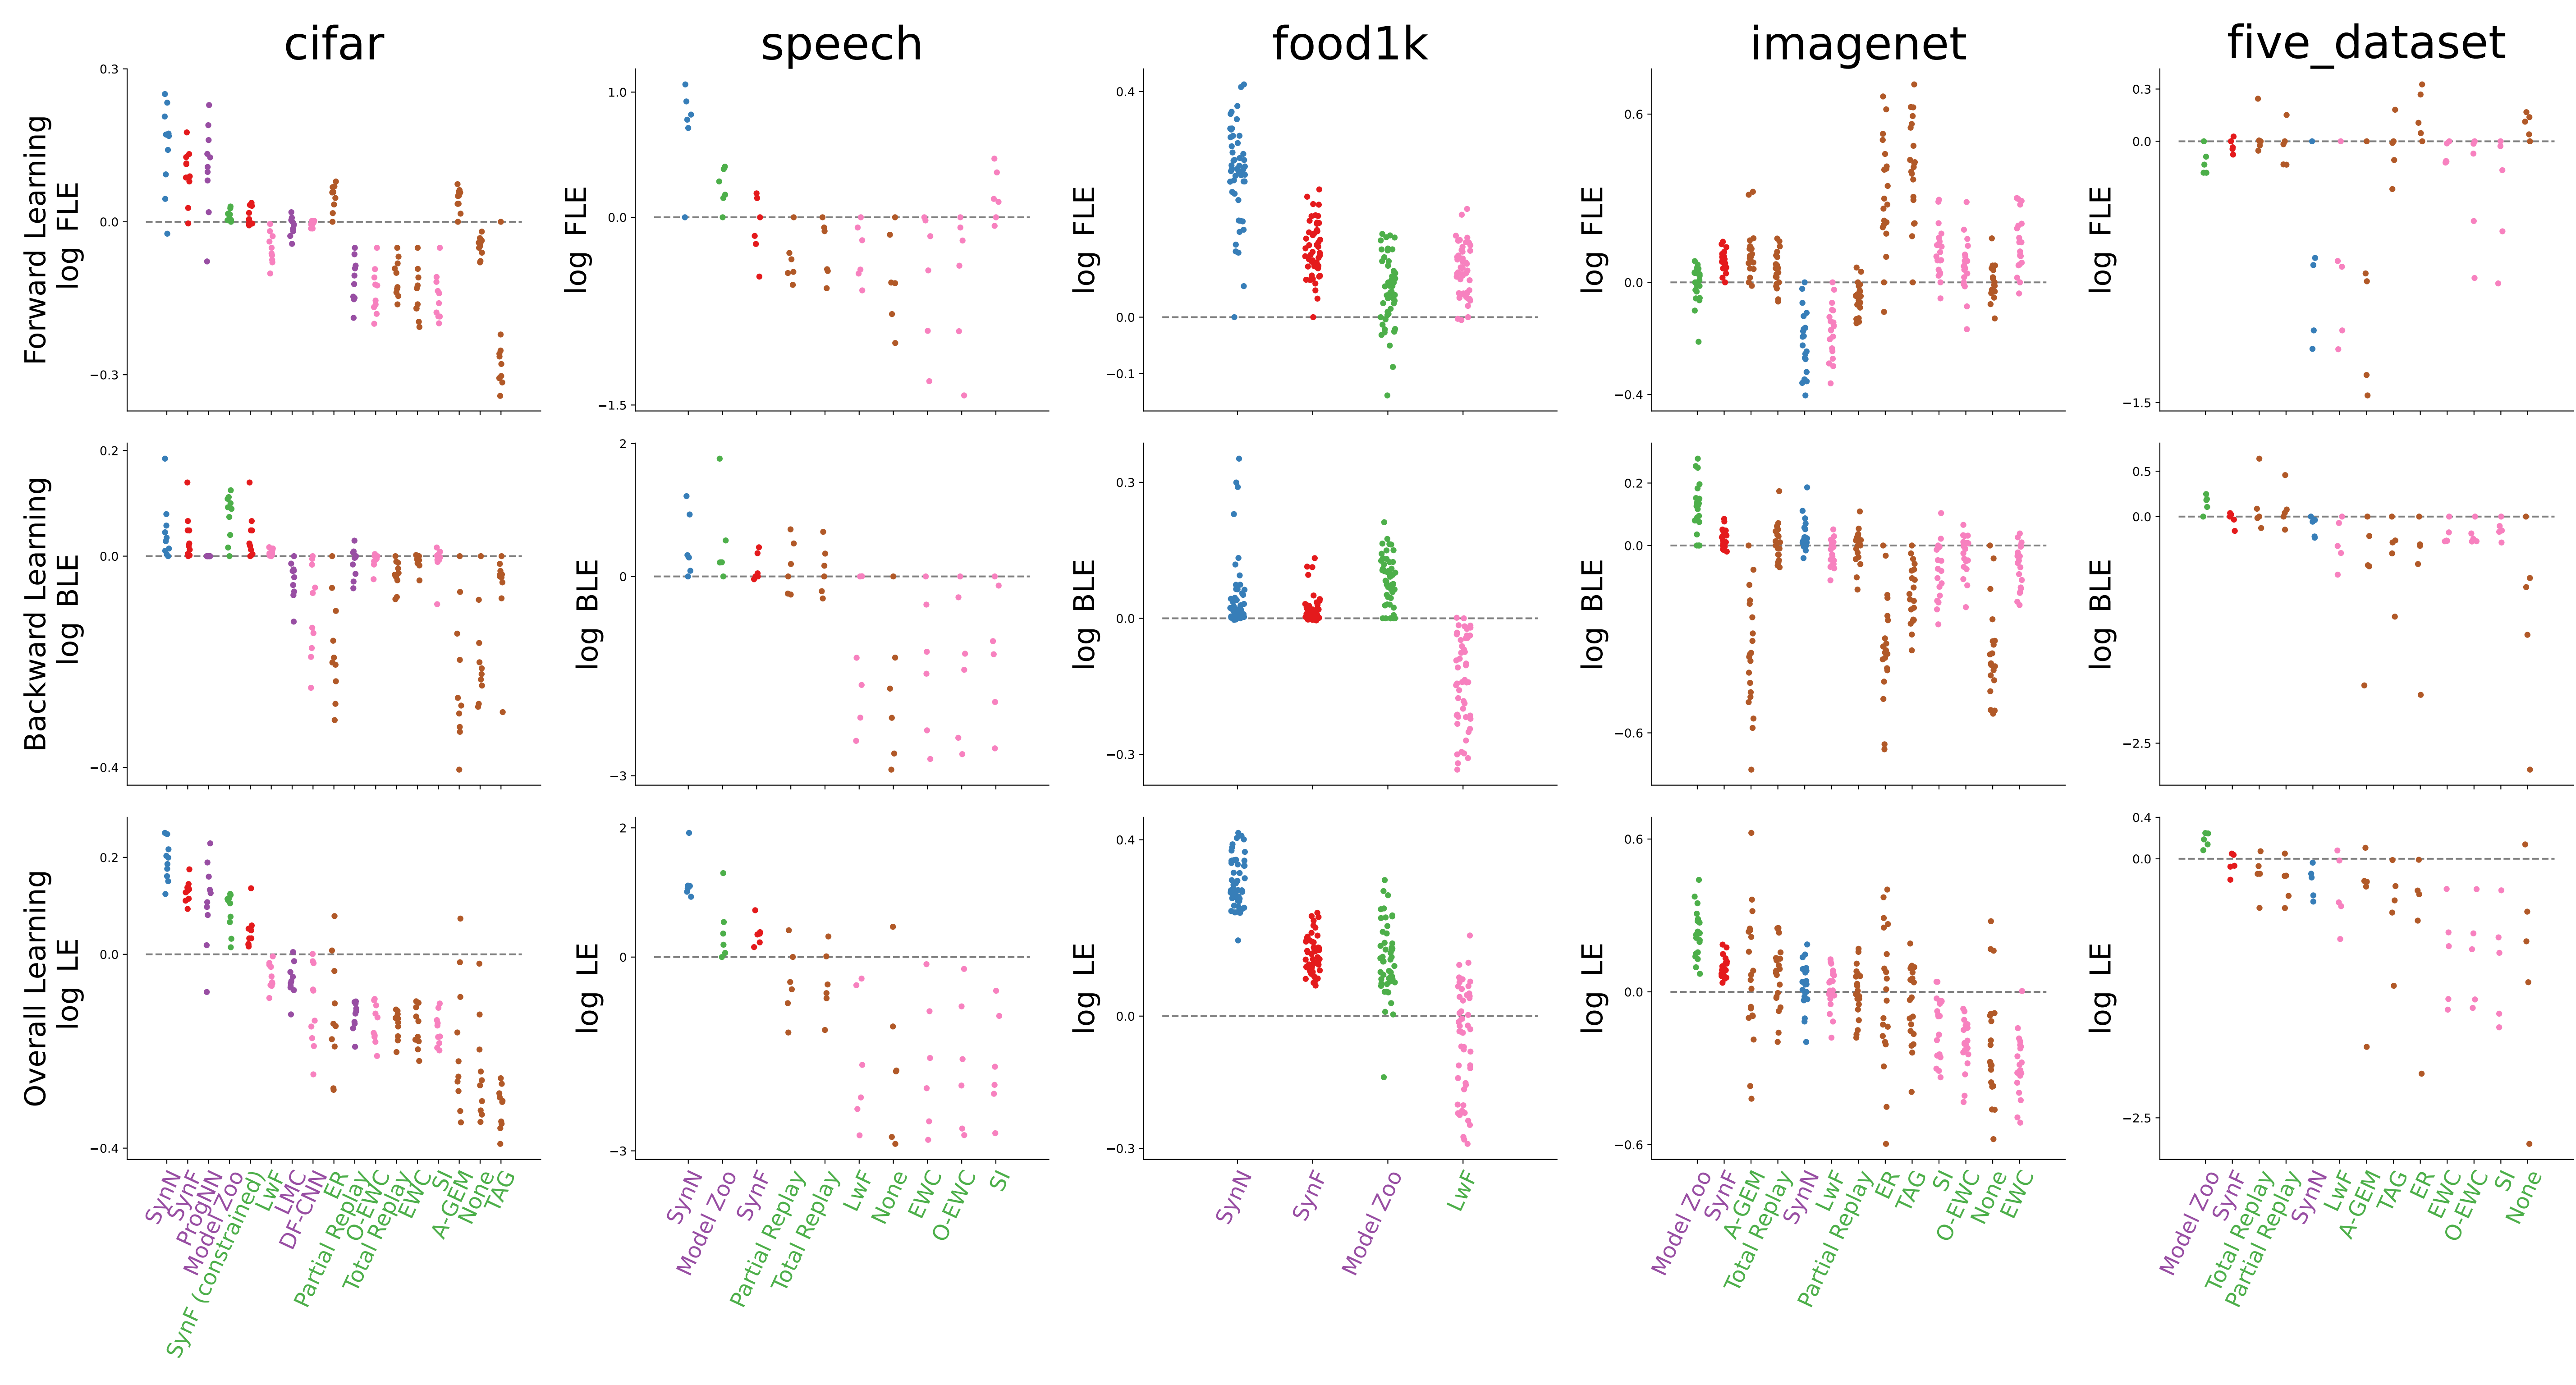 cifar
speech
food1k
imagenet
five_dataset
Forward Learning
log FLE
0.3
0.0
−0.3
log FLE
1.0
0.0
−1.5
log FLE
0.4
0.0
−0.1
log FLE
0.6
0.0
−0.4
log FLE
0.3
0.0
−1.5
Backward Learning
log BLE
0.2
0.0
−0.4
log BLE
2
0
−3
log BLE
0.3
0.0
−0.3
log BLE
0.2
0.0
−0.6
log BLE
0.5
0.0
−2.5
Overall Learning
log LE
0.2
0.0
−0.4
log LE
2
0
−3
log LE
0.4
0.0
−0.3
log LE
0.6
0.0
−0.6
log LE
0.4
0.0
−2.5
SynN
SynF
ProgNN
Model Zoo
SynF (constrained)
LwF
LMC
DF-CNN
ER
Partial Replay
O-EWC
Total Replay
EWC
SI
A-GEM
None
TAG
SynN
Model Zoo
SynF
Partial Replay
Total Replay
LwF
None
EWC
O-EWC
SI
SynN
SynF
Model Zoo
LwF
Model Zoo
SynF
A-GEM
Total Replay
SynN
LwF
Partial Replay
ER
TAG
SI
O-EWC
None
EWC
Model Zoo
SynF
Total Replay
Partial Replay
SynN
LwF
A-GEM
TAG
ER
EWC
O-EWC
SI
None